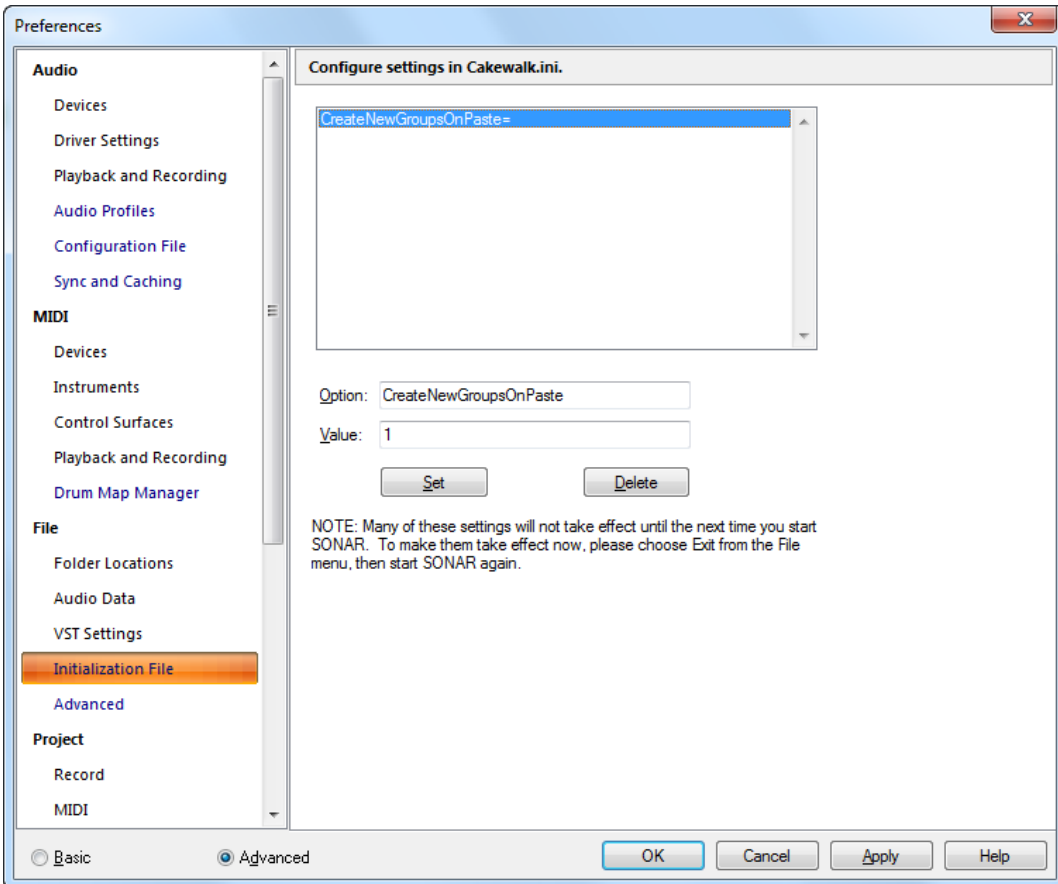 Preferences
Audio
Devices
Driver Settings
Playback and Recording
Audio Profiles
Configuration File
Sync and Caching
MIDI
Devices
Instruments
Control Surfaces
Playback and Recording
Drum Map Manager
File
Folder Locations
Audio Data
VST Settings
Initialization File
Advanced
Project
Record
MIDI
Configure settings in Cakewalk.ini.
CreateNewGroupsOnPaste=
Option: CreateNewGroupsOnPaste
Value: 1
Set Delete
NOTE: Many of these settings will not take effect until the next time you start
SONAR. To make them take effect now, please choose Exit from the File
menu, then start SONAR again.
Basic Advanced OK Cancel Apply Help